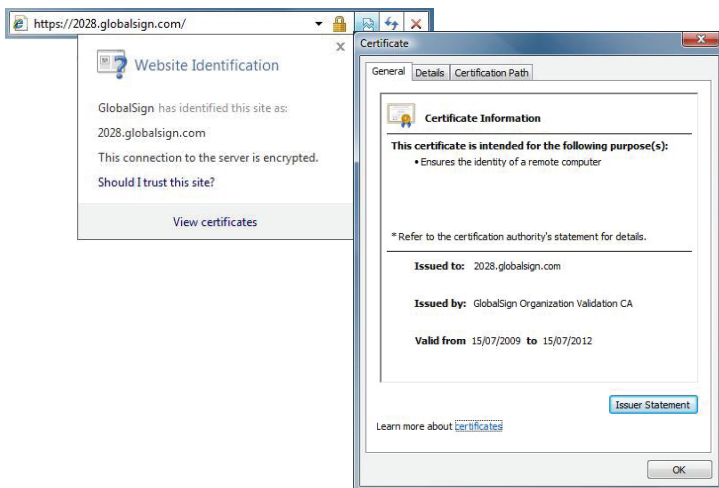 https://2028.globalsign.com/
x
Website Identification
GlobalSign has identified this site as:
2028.globalsign.com
This connection to the server is encrypted.
Should I trust this site?
View certificates
Certificate
General Details Certification Path
Certificate Information
This certificate is intended for the following purpose(s):
• Ensures the identity of a remote computer
* Refer to the certification authority's statement for details.
Issued to: 2028.globalsign.com
Issued by: GlobalSign Organization Validation CA
Valid from 15/07/2009 to 15/07/2012
Issuer Statement
Learn more about certificates
OK